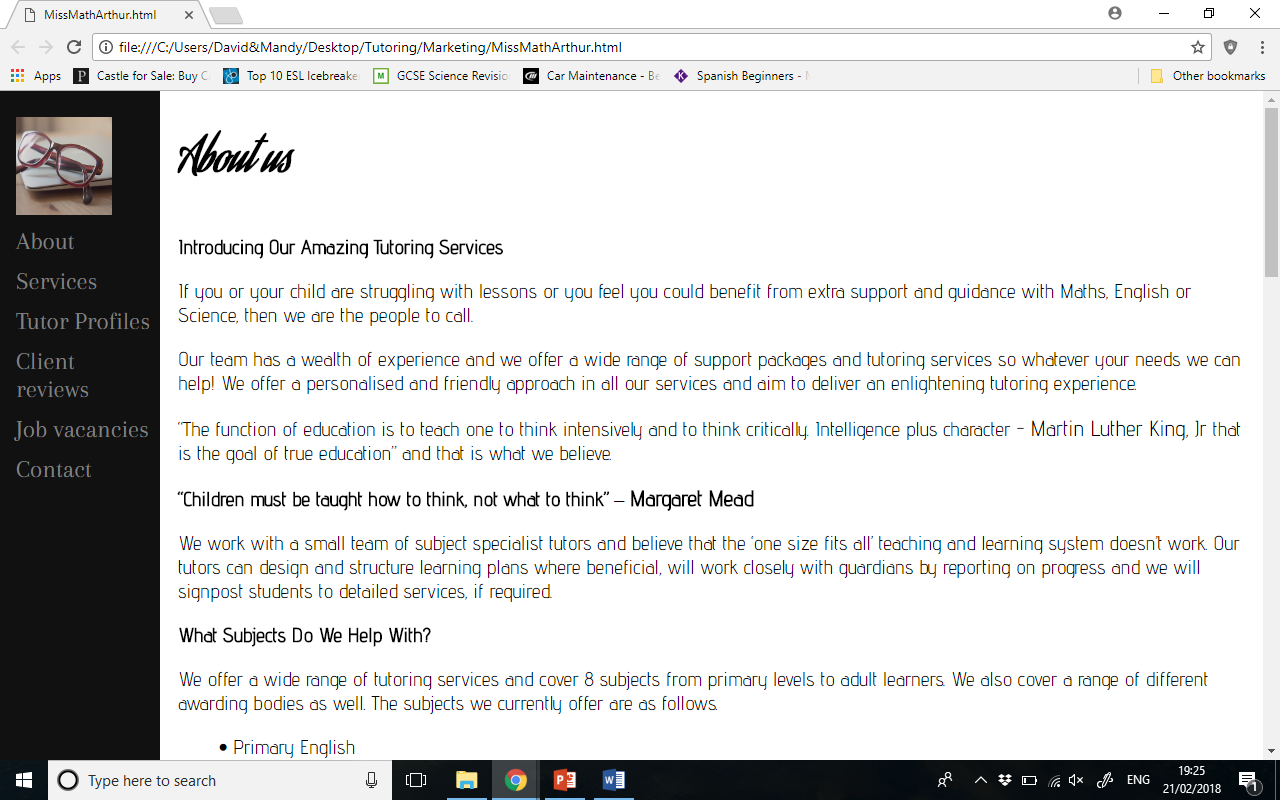 MissMathArthur.html
file:///C:/Users/David&Mandy/Desktop/Tutoring/Marketing/MissMathArthur.html
Apps
Castle for Sale: Buy C
Top 10 ESL Icebreake
GCSE Science Revisio
Car Maintenance - Be
Spanish Beginners -
Other bookmarks
About
Services
Tutor Profiles
Client
reviews
Job vacancies
Contact
About us
Introducing Our Amazing Tutoring Services
If you or your child are struggling with lessons or you feel you could benefit from extra support and guidance with Maths, English or
Science, then we are the people to call.
Our team has a wealth of experience and we offer a wide range of support packages and tutoring services so whatever your needs we can
help! We offer a personalised and friendly approach in all our services and aim to deliver an enlightening tutoring experience.
“The function of education is to teach one to think intensively and to think critically. Intelligence plus character - Martin Luther King, Jr that
is the goal of true education” and that is what we believe.
“Children must be taught how to think, not what to think” – Margaret Mead
We work with a small team of subject specialist tutors and believe that the ‘one size fits all’ teaching and learning system doesn’t work. Our
tutors can design and structure learning plans where beneficial, will work closely with guardians by reporting on progress and we will
signpost students to detailed services, if required.
What Subjects Do We Help With?
We offer a wide range of tutoring services and cover 8 subjects from primary levels to adult learners. We also cover a range of different
awarding bodies as well. The subjects we currently offer are as follows.
• Primary English
Type here to search
ENG
19:25
21/02/2018
1